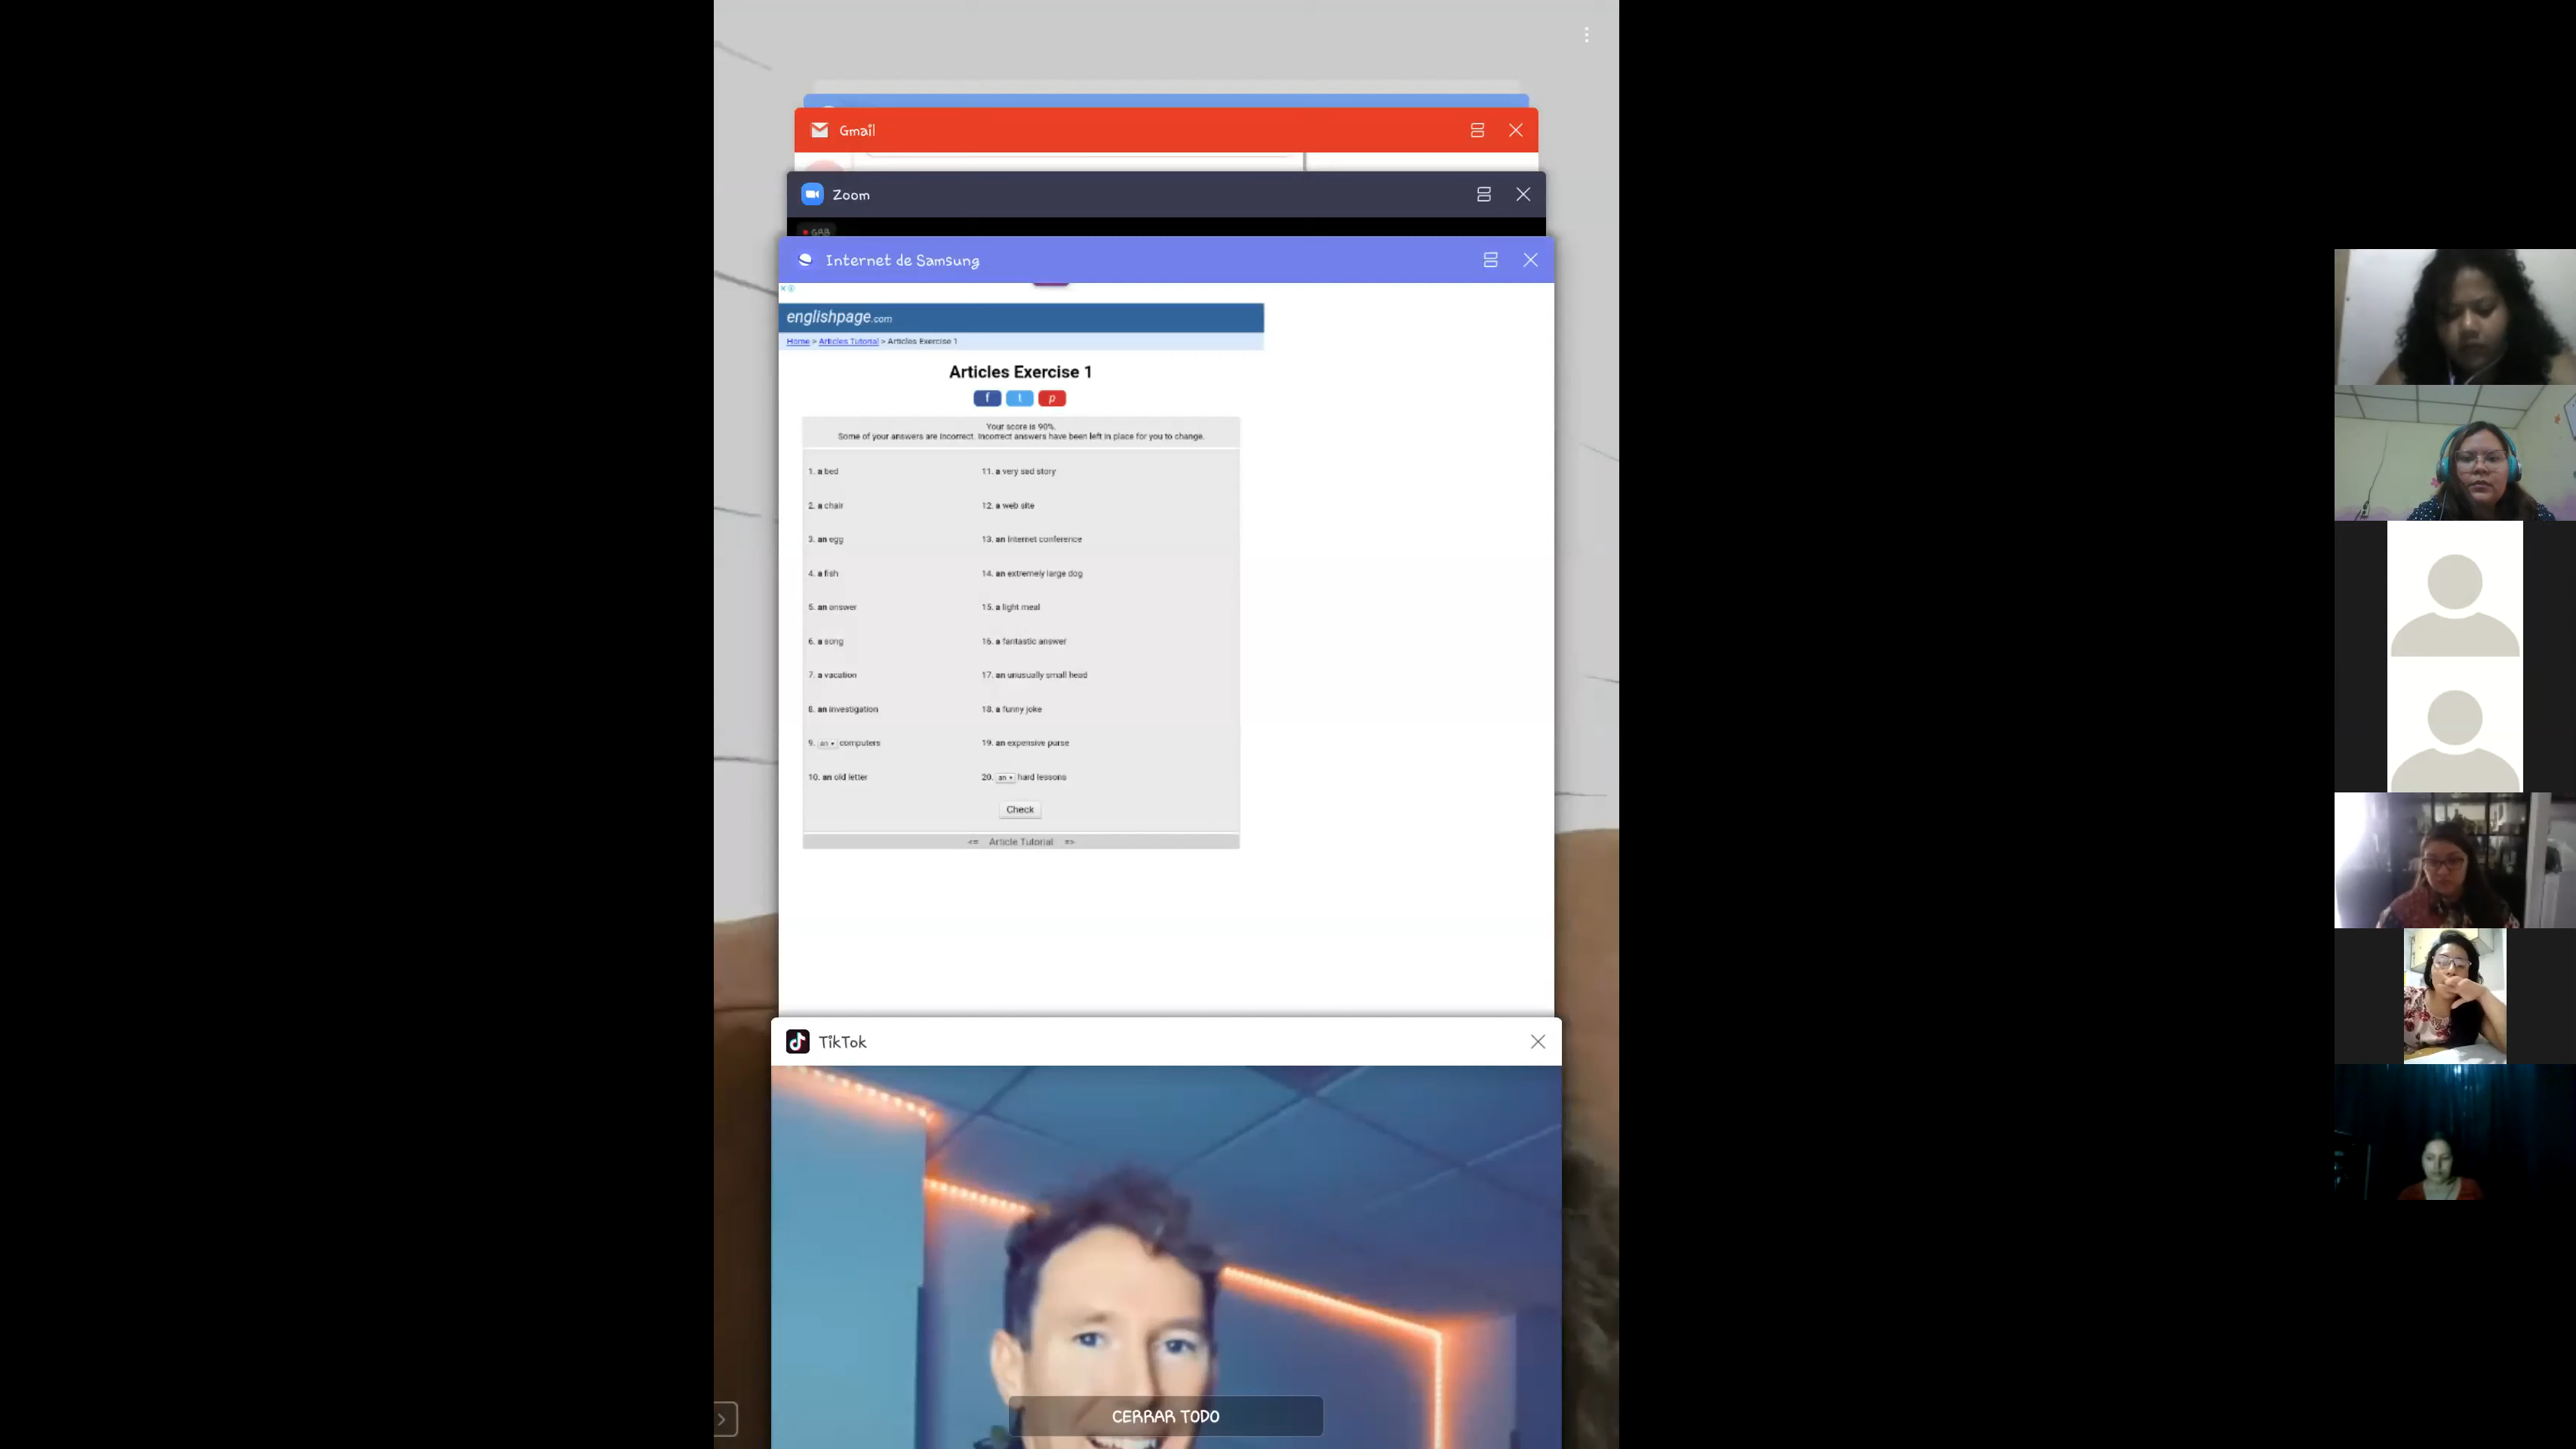 Gmail
Zoom
GAB
Internet de Samsung
englishpage.com
Home > Articles Tutorial > Articles Exercise 1
Articles Exercise 1
f t p
Your score is 90%.
Some of your answers are incorrect. Incorrect answers have been left in place for you to change.
1. a bed
2. a chair
3. an egg
4. a fish
5. an answer
6. a song
7. a vacation
8. an investigation
9. an computers
10. an old letter
11. a very sad story
12. a web site
13. an Internet conference
14. an extremely large dog
15. a light meal
16. a fantastic answer
17. an unusually small head
18. a funny joke
19. an expensive purse
20. an hard lessons
Check
<= Article Tutorial =>
TikTok
CERRAR TODO